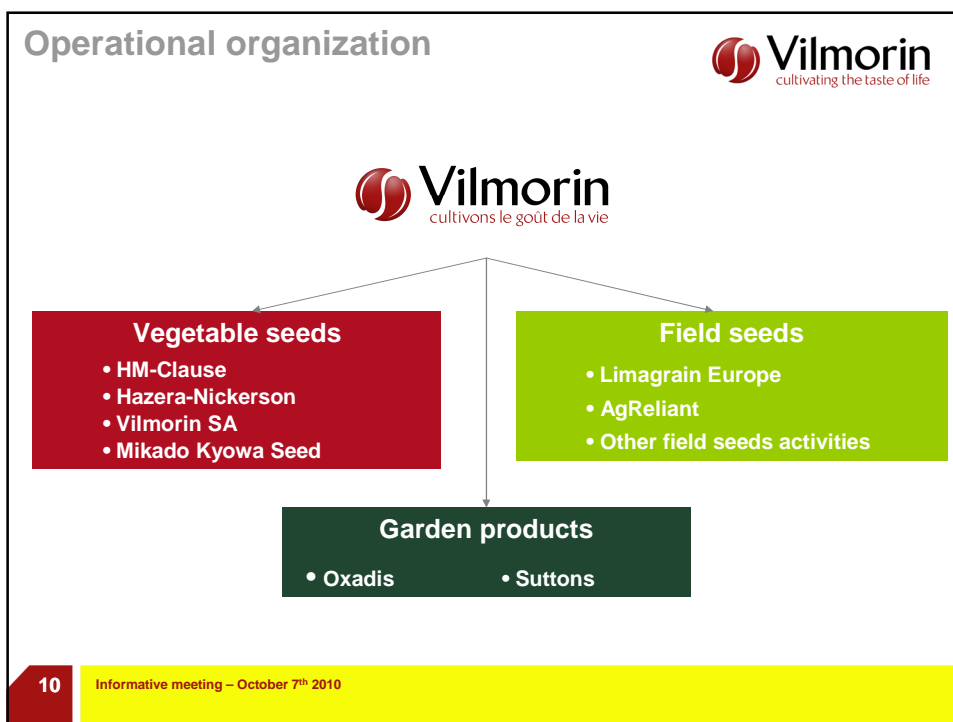 Operational organization
Vilmorin
cultivating the taste of life
Vilmorin
cultivons le goût de la vie
Vegetable seeds
• HM-Clause
• Hazera-Nickerson
• Vilmorin SA
• Mikado Kyowa Seed
Field seeds
• Limagrain Europe
• AgReliant
• Other field seeds activities
Garden products
• Oxadis • Suttons
10 Informative meeting – October 7th 2010